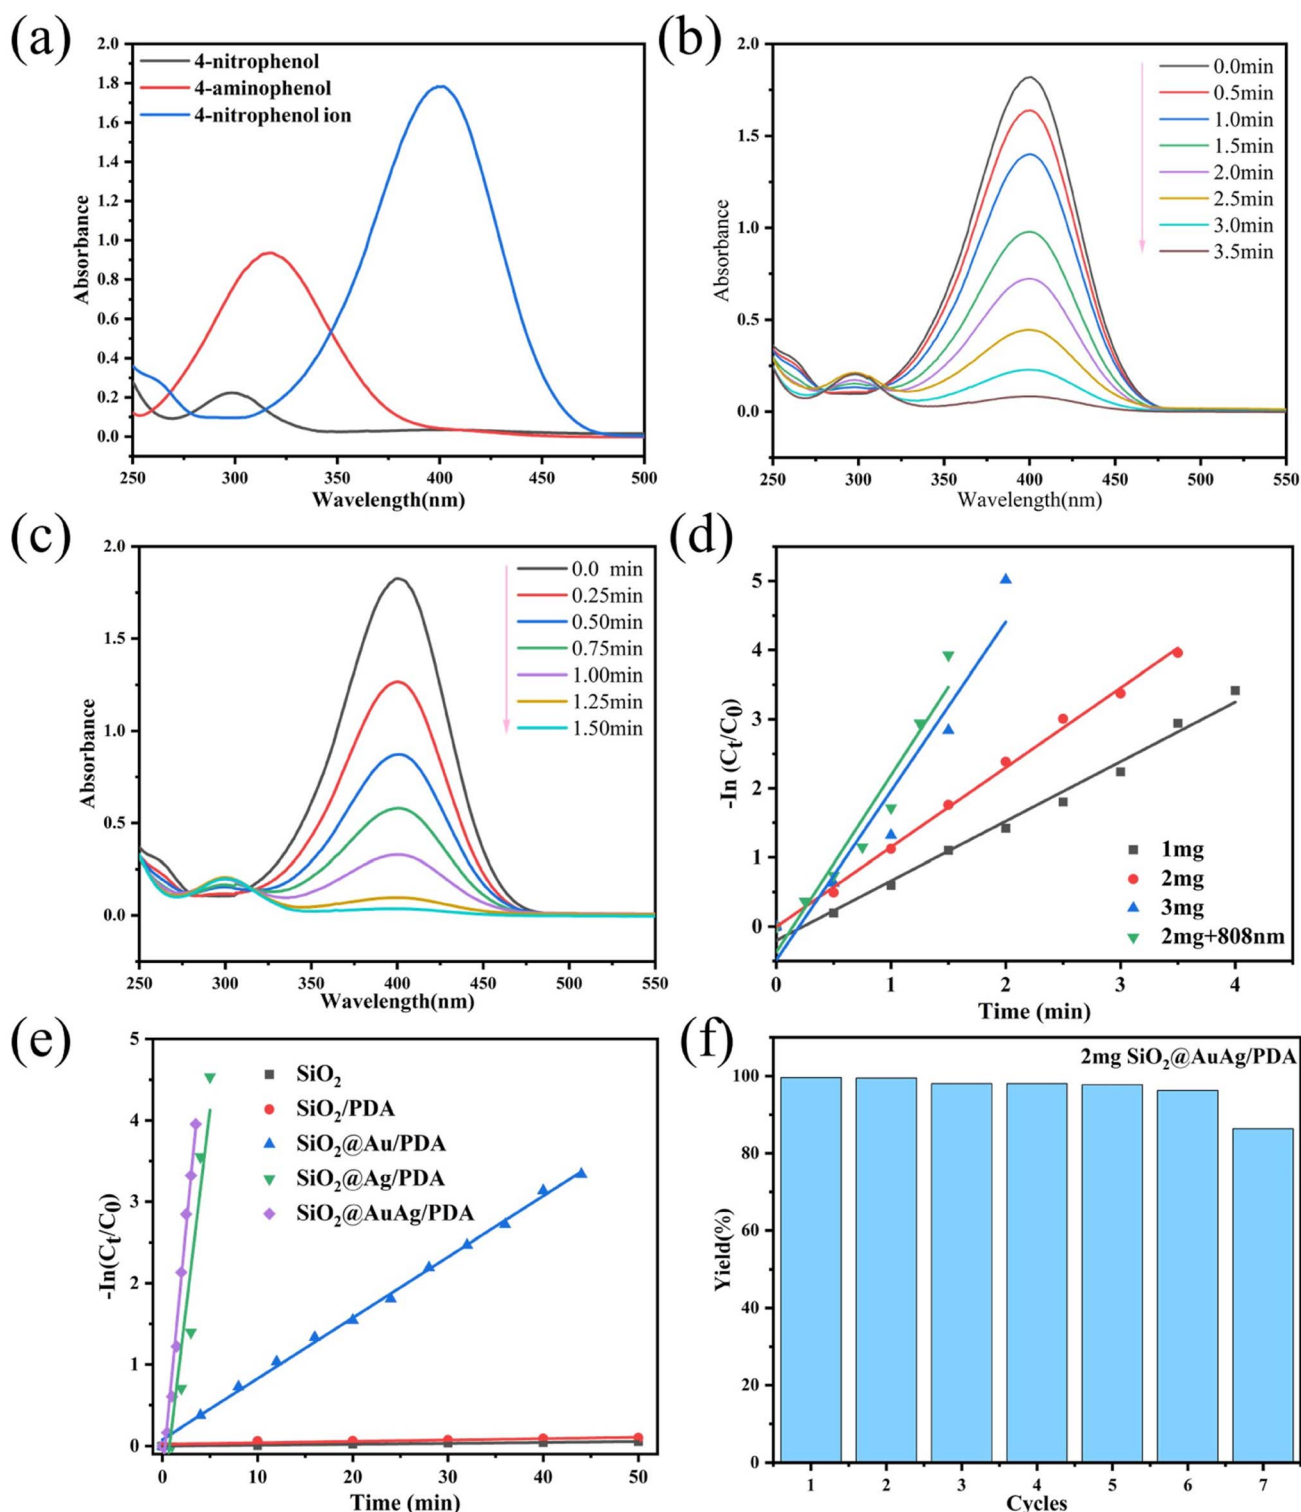 (a)
2.0
1.8
1.6
1.4
1.2
1.0
0.8
0.6
0.4
0.2
0.0
Absorbance
4-nitrophenol
4-aminophenol
4-nitrophenol ion
250 300 350 400 450 500
Wavelength(nm)
(b)
2.0
1.5
1.0
0.5
0.0
Absorbance
0.0min
0.5min
1.0min
1.5min
2.0min
2.5min
3.0min
3.5min
250 300 350 400 450 500 550
Wavelength(nm)
(c)
2.0
1.5
1.0
0.5
0.0
Absorbance
0.0 min
0.25min
0.50min
0.75min
1.00min
1.25min
1.50min
250 300 350 400 450 500 550
Wavelength(nm)
(d)
5
4
3
2
1
0
-In (Ct/C0)
1mg
2mg
3mg
2mg+808nm
0 1 2 3 4
Time (min)
(e)
5
4
3
2
1
0
-In(Ct/C0)
SiO2
SiO2/PDA
SiO2@Au/PDA
SiO2@Ag/PDA
SiO2@AuAg/PDA
0 10 20 30 40 50
Time (min)
(f)
2mg SiO2@AuAg/PDA
100
80
60
40
20
0
Yield(%)
1 2 3 4 5 6 7
Cycles